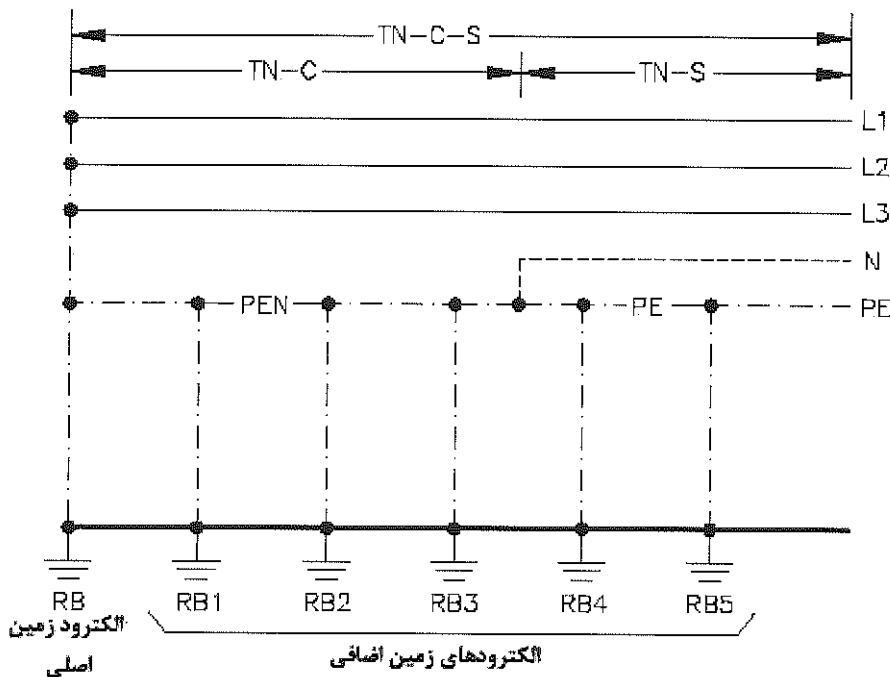 TN-C-S
TN-C TN-S
L1
L2
L3
N
PEN PE PE
RB RB1 RB2 RB3 RB4 RB5
الکترود زمین
اصلی
الکترودهای زمین اضافی